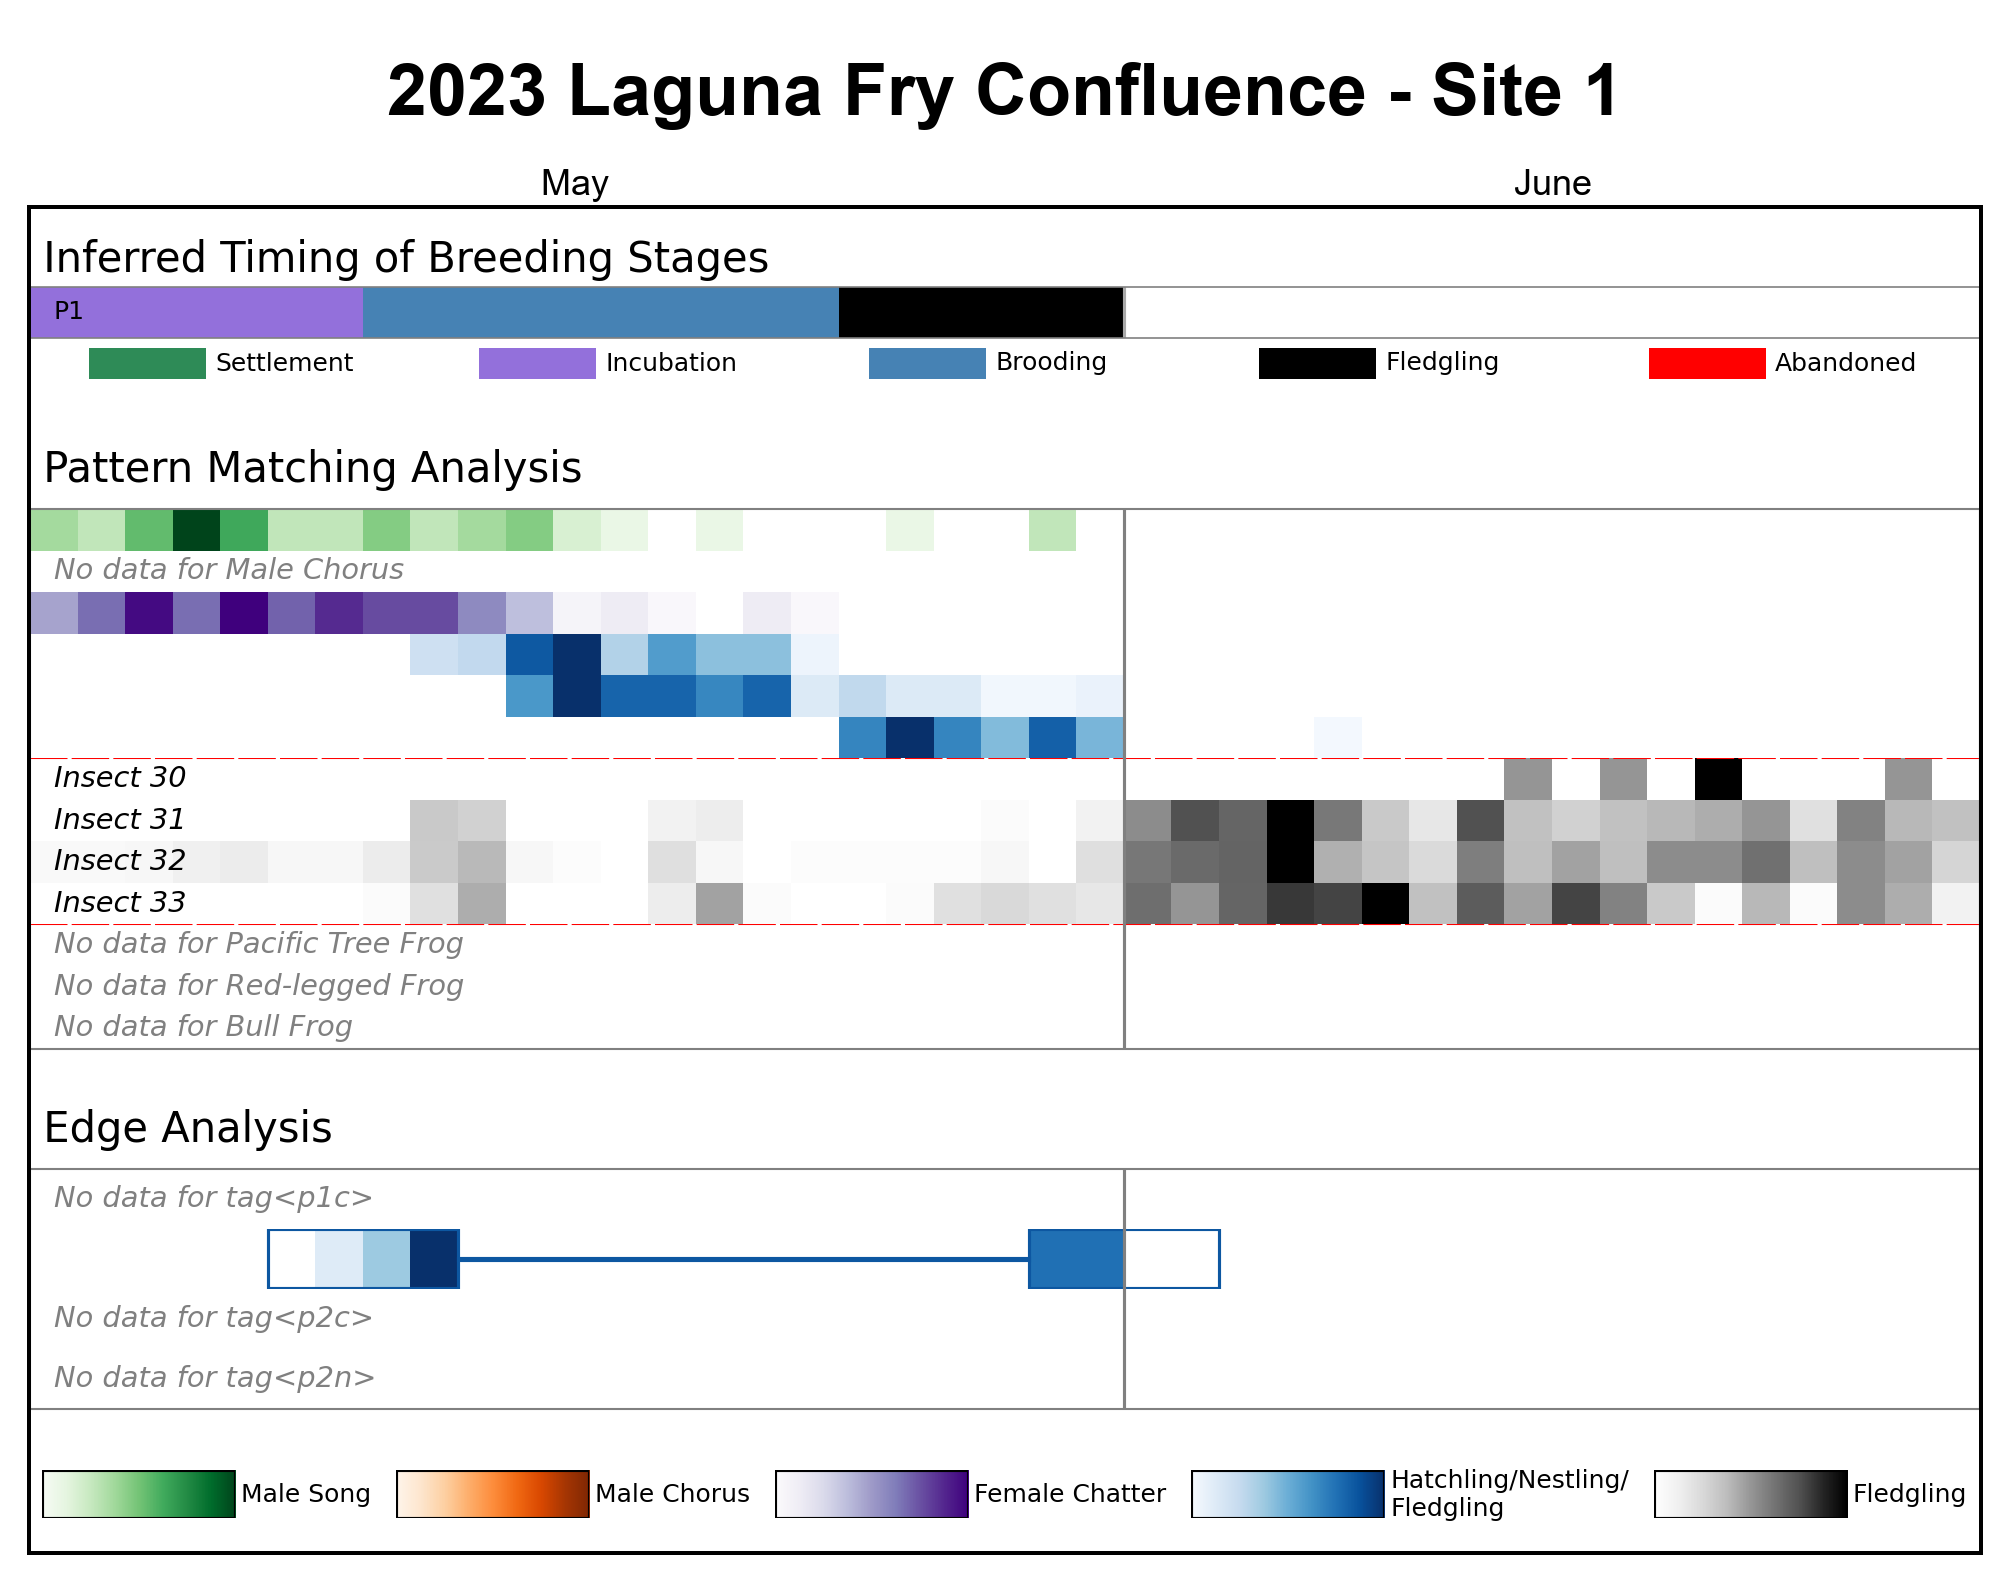 2023 Laguna Fry Confluence - Site 1
May June
Inferred Timing of Breeding Stages
P1
Settlement Incubation Brooding Fledgling Abandoned
Pattern Matching Analysis
No data for Male Chorus
Insect 30
Insect 31
Insect 32
Insect 33
No data for Pacific Tree Frog
No data for Red-legged Frog
No data for Bull Frog
Edge Analysis
No data for tag<p1c>
No data for tag<p2c>
No data for tag<p2n>
Male Song Male Chorus Female Chatter Hatchling/Nestling/
Fledgling Fledgling